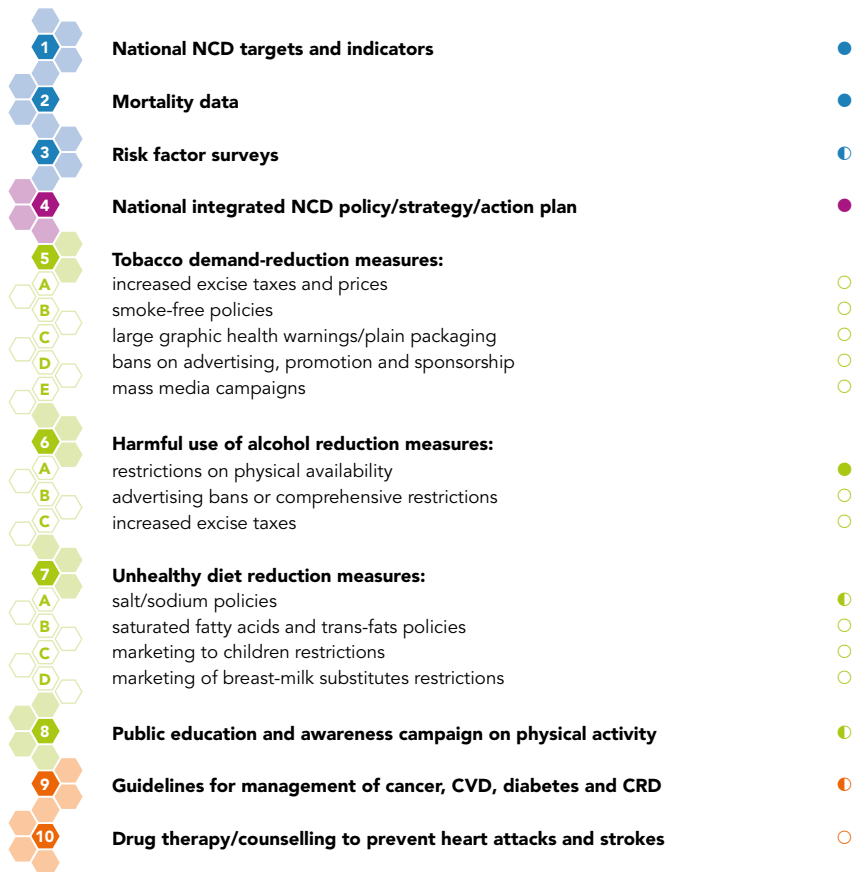 1 National NCD targets and indicators
2 Mortality data
3 Risk factor surveys
4 National integrated NCD policy/strategy/action plan
5 Tobacco demand-reduction measures:
A increased excise taxes and prices
B smoke-free policies
C large graphic health warnings/plain packaging
D bans on advertising, promotion and sponsorship
E mass media campaigns
6 Harmful use of alcohol reduction measures:
A restrictions on physical availability
B advertising bans or comprehensive restrictions
C increased excise taxes
7 Unhealthy diet reduction measures:
A salt/sodium policies
B saturated fatty acids and trans-fats policies
C marketing to children restrictions
D marketing of breast-milk substitutes restrictions
8 Public education and awareness campaign on physical activity
9 Guidelines for management of cancer, CVD, diabetes and CRD
10 Drug therapy/counselling to prevent heart attacks and strokes